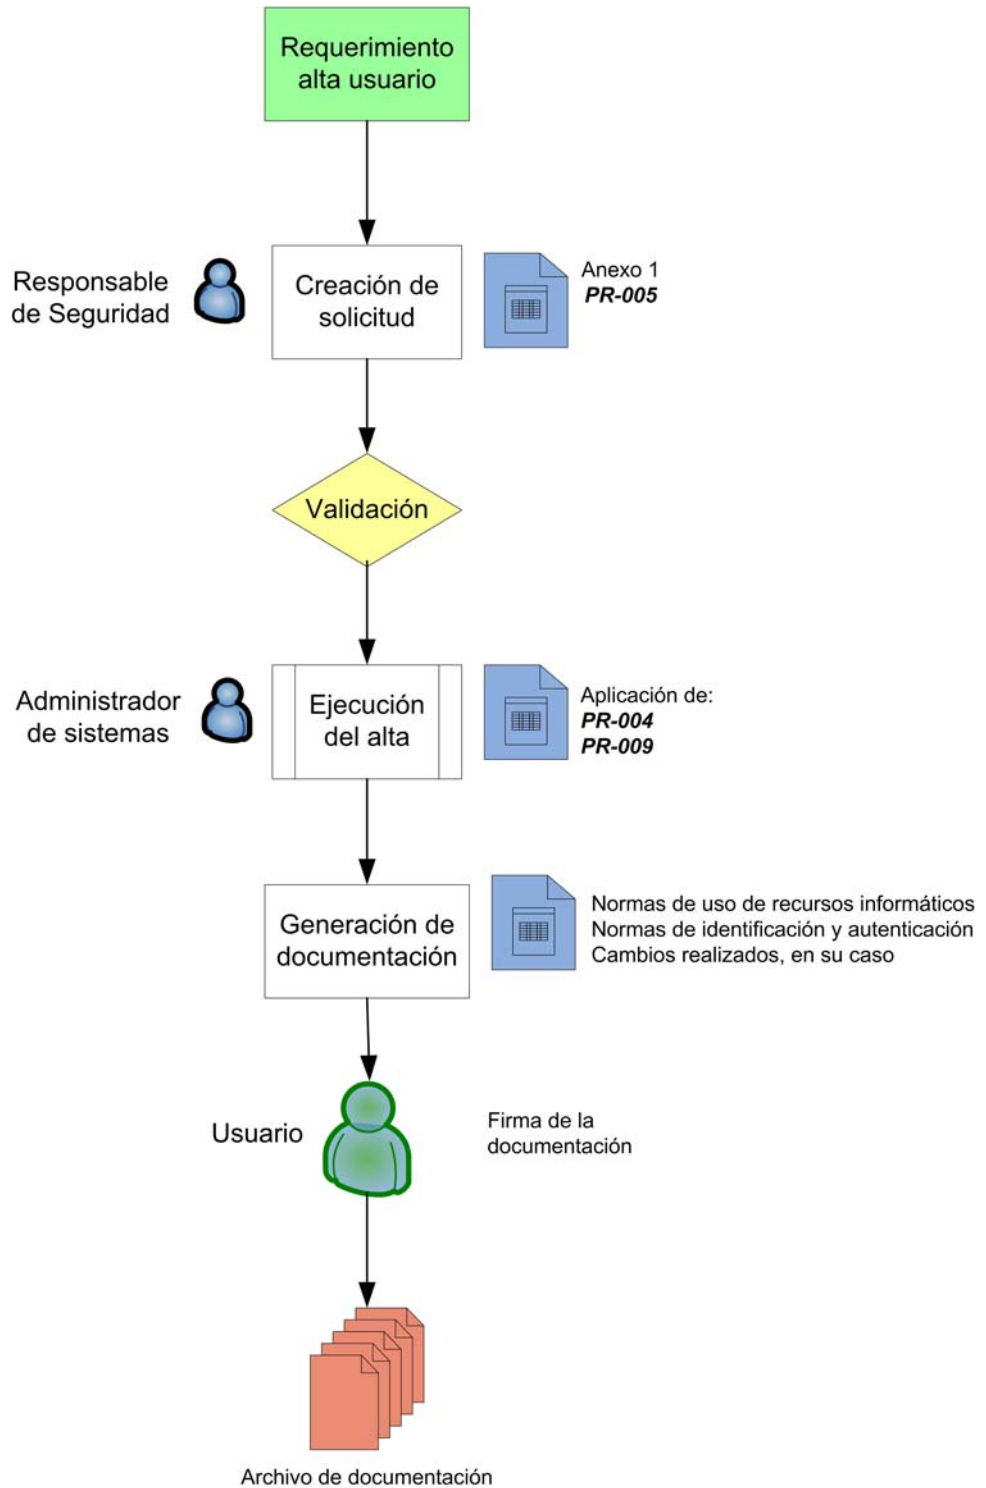 Requerimiento
alta usuario
Responsable
de Seguridad
Creación de
solicitud
Anexo 1
PR-005
Validación
Administrador
de sistemas
Ejecución
del alta
Aplicación de:
PR-004
PR-009
Generación de
documentación
Normas de uso de recursos informáticos
Normas de identificación y autenticación
Cambios realizados, en su caso
Usuario
Firma de la
documentación
Archivo de documentación